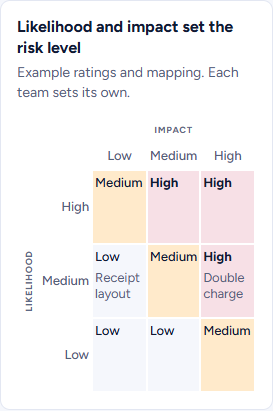 Likelihood and impact set the
risk level
Example ratings and mapping. Each
team sets its own.
IMPACT
Low Medium High
High Medium High High
LIKELIHOOD
Medium Low Medium High
Receipt Double
layout charge
Low Low Low Medium